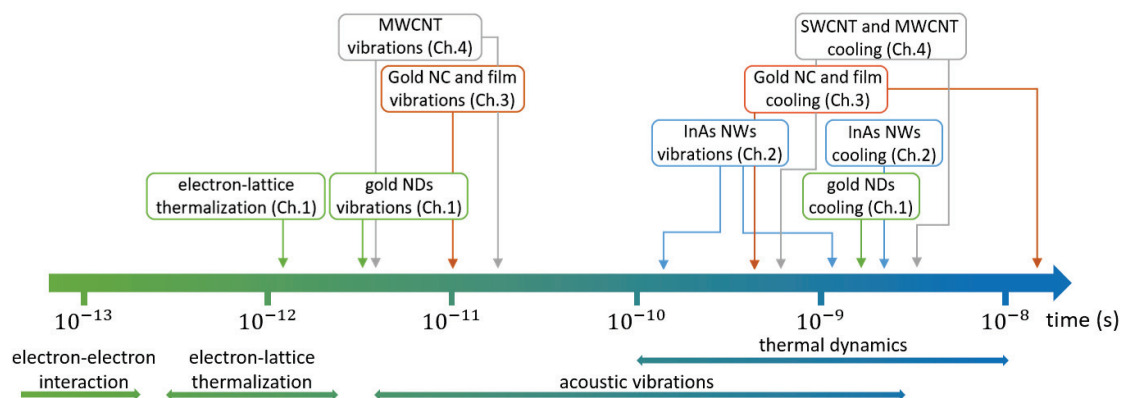 MWCNT
vibrations (Ch.4)
SWCNT and MWCNT
cooling (Ch.4)
Gold NC and film
vibrations (Ch.3)
Gold NC and film
cooling (Ch.3)
InAs NWs
vibrations (Ch.2)
InAs NWs
cooling (Ch.2)
electron-lattice
thermalization (Ch.1)
gold NDs
vibrations (Ch.1)
gold NDs
cooling (Ch.1)
10⁻¹³ 10⁻¹² 10⁻¹¹ 10⁻¹⁰ 10⁻⁹ 10⁻⁸ time (s)
thermal dynamics
electron-electron
interaction
electron-lattice
thermalization
acoustic vibrations